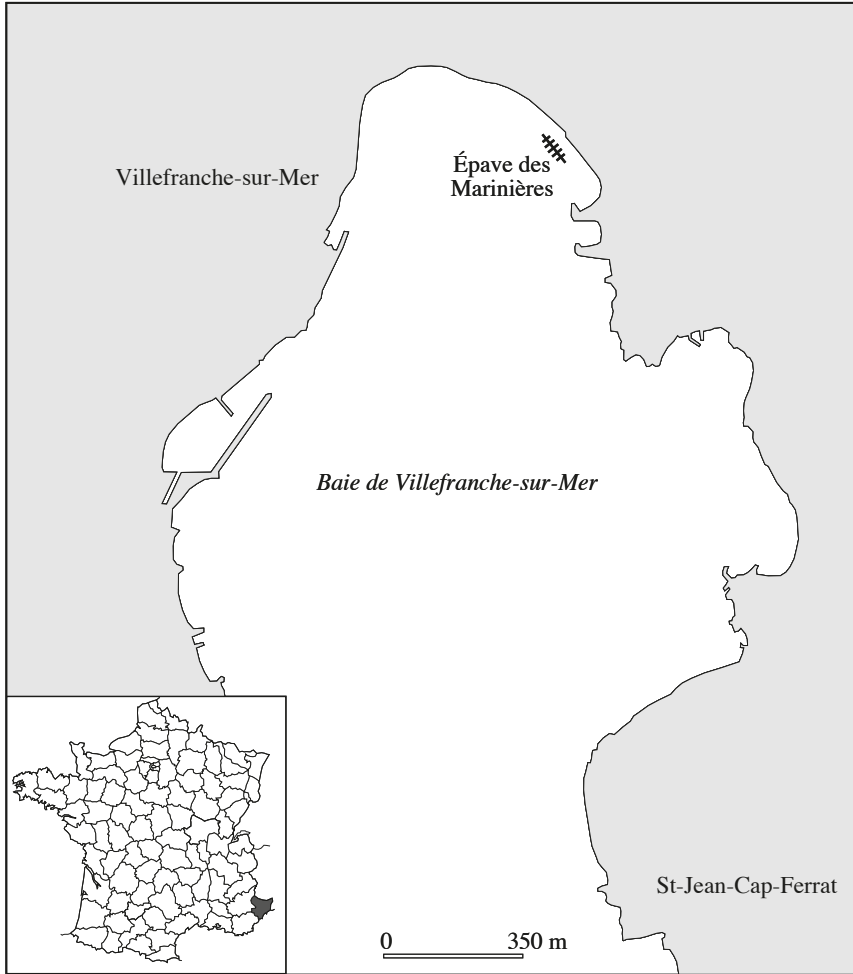 Villefranche-sur-Mer
Épave des
Marinières
Baie de Villefranche-sur-Mer
St-Jean-Cap-Ferrat
0 350 m